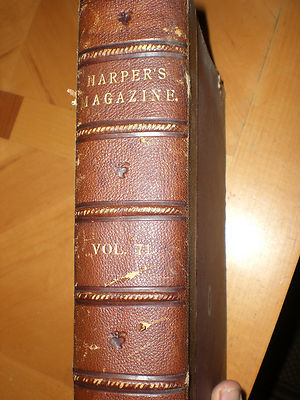 HARPER'S
MAGAZINE.
VOL. 71